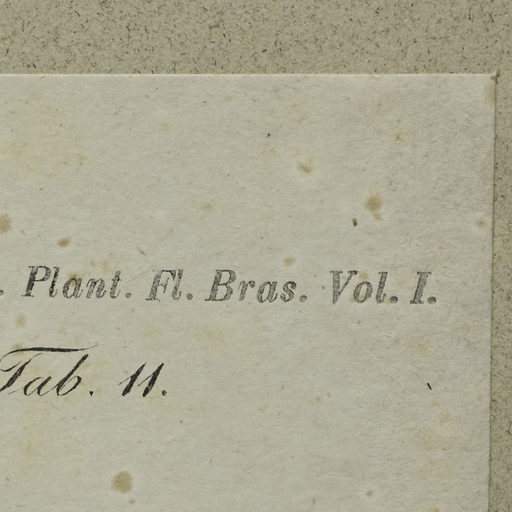 . Plant. Fl. Bras. Vol. I.
Tab. 11.